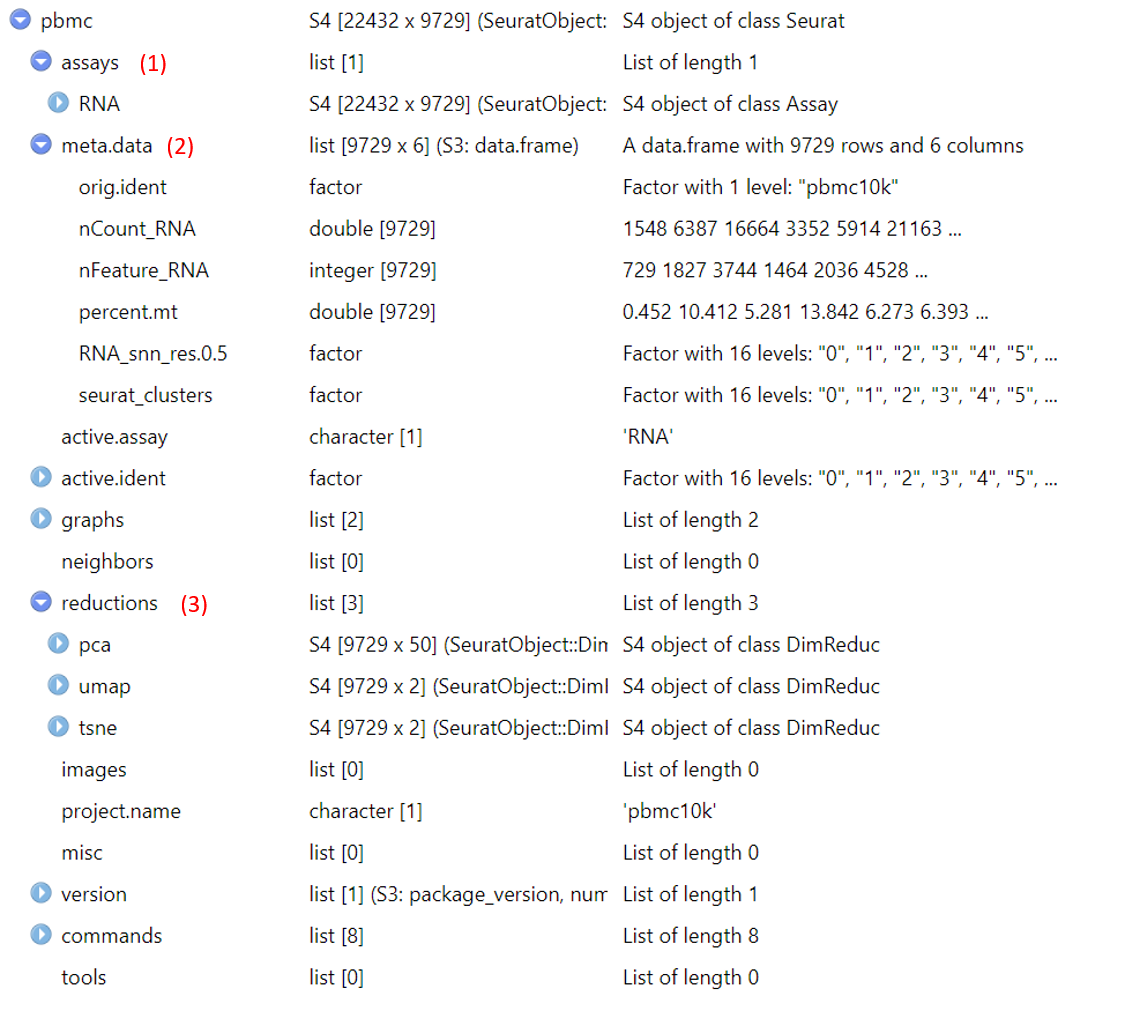 pbmc S4 [22432 x 9729] (SeuratObject: S4 object of class Seurat
assays (1) list [1] List of length 1
RNA S4 [22432 x 9729] (SeuratObject: S4 object of class Assay
meta.data (2) list [9729 x 6] (S3: data.frame) A data.frame with 9729 rows and 6 columns
orig.ident factor Factor with 1 level: "pbmc10k"
nCount_RNA double [9729] 1548 6387 16664 3352 5914 21163 ...
nFeature_RNA integer [9729] 729 1827 3744 1464 2036 4528 ...
percent.mt double [9729] 0.452 10.412 5.281 13.842 6.273 6.393 ...
RNA_snn_res.0.5 factor Factor with 16 levels: "0", "1", "2", "3", "4", "5", ...
seurat_clusters factor Factor with 16 levels: "0", "1", "2", "3", "4", "5", ...
active.assay character [1] 'RNA'
active.ident factor Factor with 16 levels: "0", "1", "2", "3", "4", "5", ...
graphs list [2] List of length 2
neighbors list [0] List of length 0
reductions (3) list [3] List of length 3
pca S4 [9729 x 50] (SeuratObject::Dim S4 object of class DimReduc
umap S4 [9729 x 2] (SeuratObject::DimI S4 object of class DimReduc
tsne S4 [9729 x 2] (SeuratObject::DimI S4 object of class DimReduc
images list [0] List of length 0
project.name character [1] 'pbmc10k'
misc list [0] List of length 0
version list [1] (S3: package_version, num List of length 1
commands list [8] List of length 8
tools list [0] List of length 0